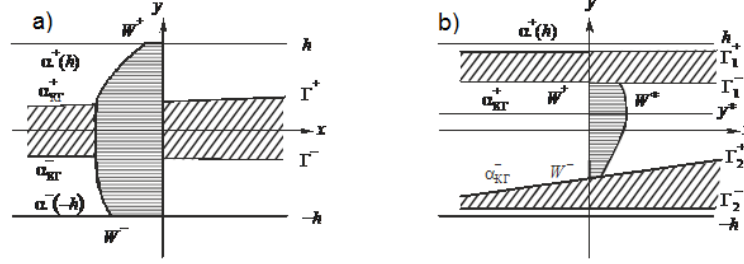 a)
y
W⁺
h
α⁺(h)
α⁺кг
Γ⁺
x
Γ⁻
α⁻кг
α⁻(-h)
-h
W⁻
b)
y
α⁺(h)
h
Γ₁⁺
Γ₁⁻
α⁺кг
W⁺
W*
y*
Γ₂⁺
α⁻кг
W⁻
Γ₂⁻
-h